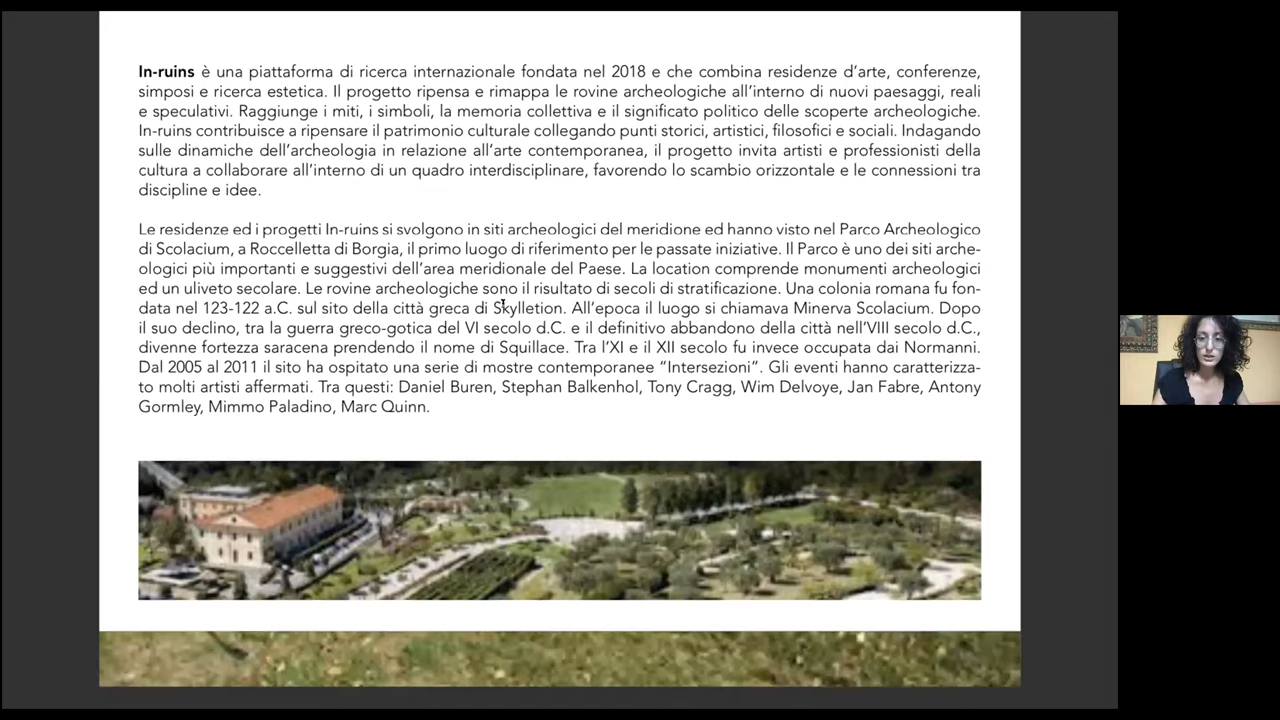 In-ruins è una piattaforma di ricerca internazionale fondata nel 2018 e che combina residenze d’arte, conferenze,
simposi e ricerca estetica. Il progetto ripensa e rimappa le rovine archeologiche all’interno di nuovi paesaggi, reali
e speculativi. Raggiunge i miti, i simboli, la memoria collettiva e il significato politico delle scoperte archeologiche.
In-ruins contribuisce a ripensare il patrimonio culturale collegando punti storici, artistici, filosofici e sociali. Indagando
sulle dinamiche dell’archeologia in relazione all’arte contemporanea, il progetto invita artisti e professionisti della
cultura a collaborare all’interno di un quadro interdisciplinare, favorendo lo scambio orizzontale e le connessioni tra
discipline e idee.
Le residenze ed i progetti In-ruins si svolgono in siti archeologici del meridione ed hanno visto nel Parco Archeologico
di Scolacium, a Roccelletta di Borgia, il primo luogo di riferimento per le passate iniziative. Il Parco è uno dei siti arche-
ologici più importanti e suggestivi dell’area meridionale del Paese. La location comprende monumenti archeologici
ed un uliveto secolare. Le rovine archeologiche sono il risultato di secoli di stratificazione. Una colonia romana fu fon-
data nel 123-122 a.C. sul sito della città greca di Skylletion. All’epoca il luogo si chiamava Minerva Scolacium. Dopo
il suo declino, tra la guerra greco-gotica del VI secolo d.C. e il definitivo abbandono della città nell’VIII secolo d.C.,
divenne fortezza saracena prendendo il nome di Squillace. Tra l’XI e il XII secolo fu invece occupata dai Normanni.
Dal 2005 al 2011 il sito ha ospitato una serie di mostre contemporanee “Intersezioni”. Gli eventi hanno caratterizza-
to molti artisti affermati. Tra questi: Daniel Buren, Stephan Balkenhol, Tony Cragg, Wim Delvoye, Jan Fabre, Antony
Gormley, Mimmo Paladino, Marc Quinn.